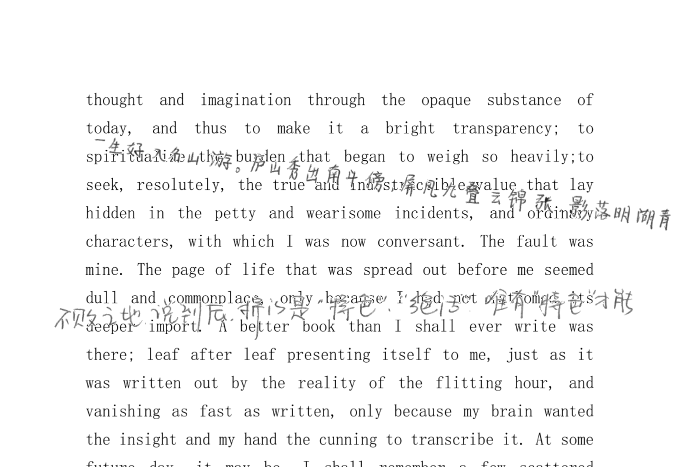 thought and imagination through the opaque substance of
today, and thus to make it a bright transparency; to
spiritualize the burden that began to weigh so heavily;to
一生好入名山游。庐山秀出南斗傍,屏风九叠云锦张,影落明湖青
seek, resolutely, the true and indestructible value that lay
hidden in the petty and wearisome incidents, and ordinary
characters, with which I was now conversant. The fault was
mine. The page of life that was spread out before me seemed
dull and commonplace, only because I had not fathomed its
不败之地。说到底,拼的是"特色"、"绝活"。唯有"特色"才能
deeper import. A better book than I shall ever write was
there; leaf after leaf presenting itself to me, just as it
was written out by the reality of the flitting hour, and
vanishing as fast as written, only because my brain wanted
the insight and my hand the cunning to transcribe it. At some
future day, it may be, I shall remember a few scattered